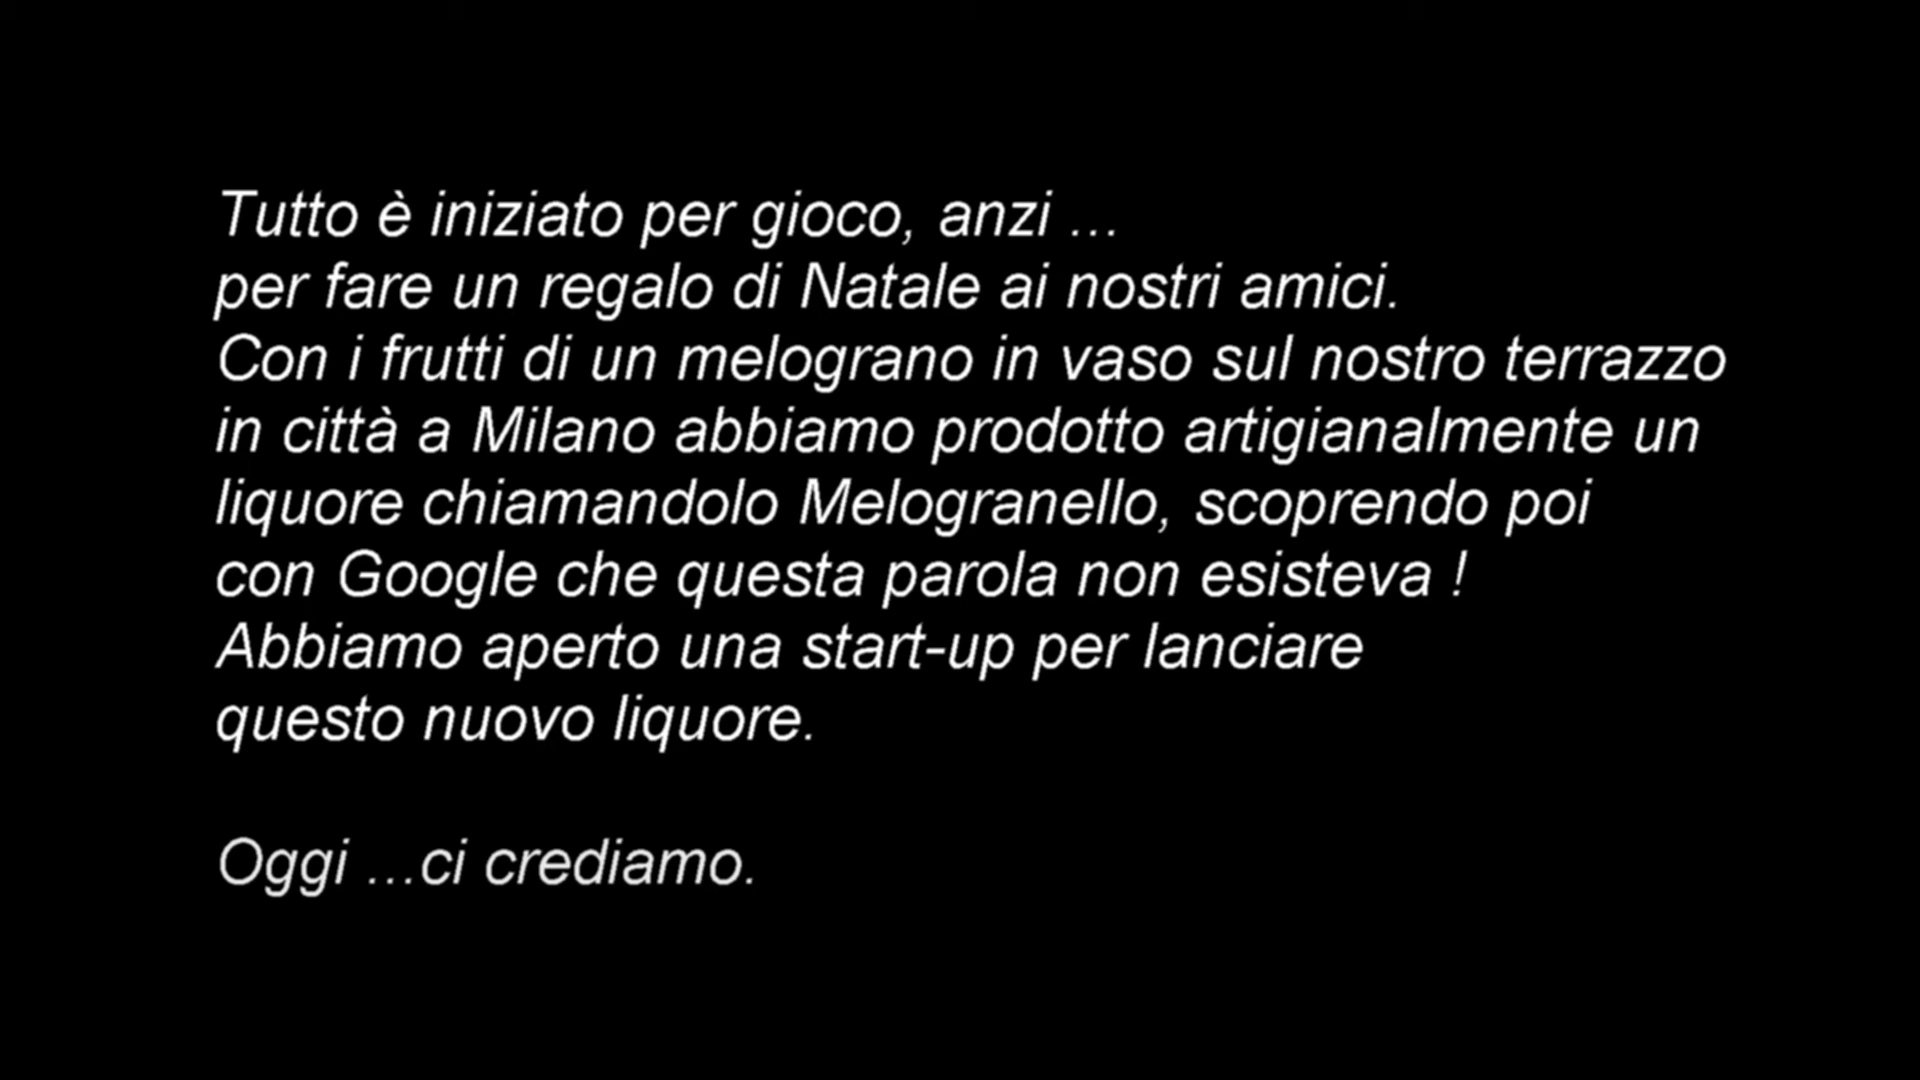 Tutto è iniziato per gioco, anzi ...
per fare un regalo di Natale ai nostri amici.
Con i frutti di un melograno in vaso sul nostro terrazzo
in città a Milano abbiamo prodotto artigianalmente un
liquore chiamandolo Melogranello, scoprendo poi
con Google che questa parola non esisteva !
Abbiamo aperto una start-up per lanciare
questo nuovo liquore.
Oggi ...ci crediamo.